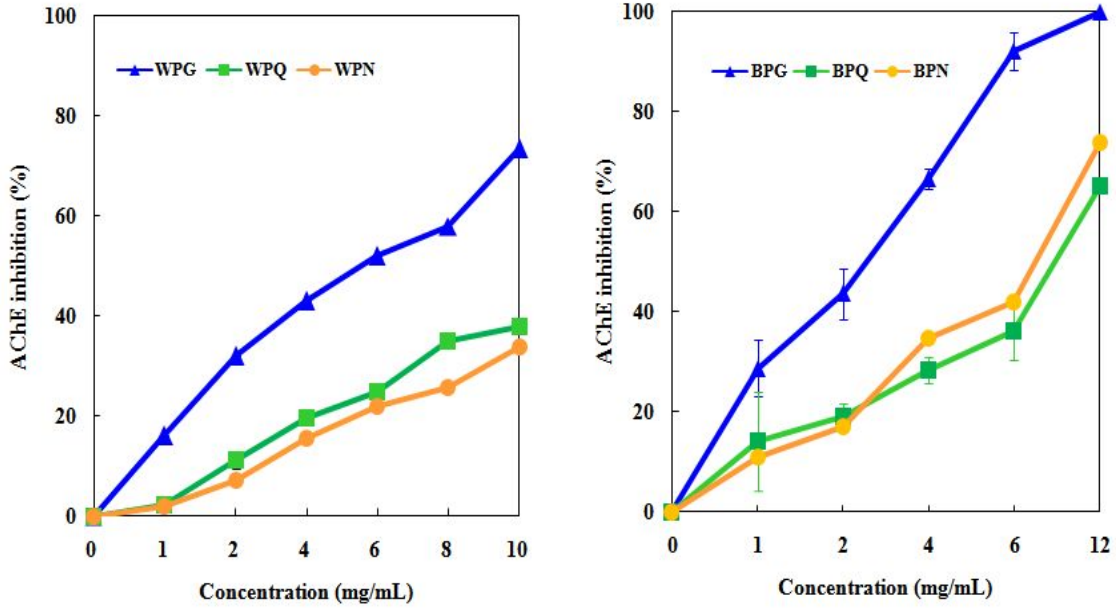 100
80
60
40
20
0
AChE inhibition (%)
WPG WPQ WPN
0 1 2 4 6 8 10
Concentration (mg/mL)
100
80
60
40
20
0
AChE inhibition (%)
BPG BPQ BPN
0 1 2 4 6 12
Concentration (mg/mL)